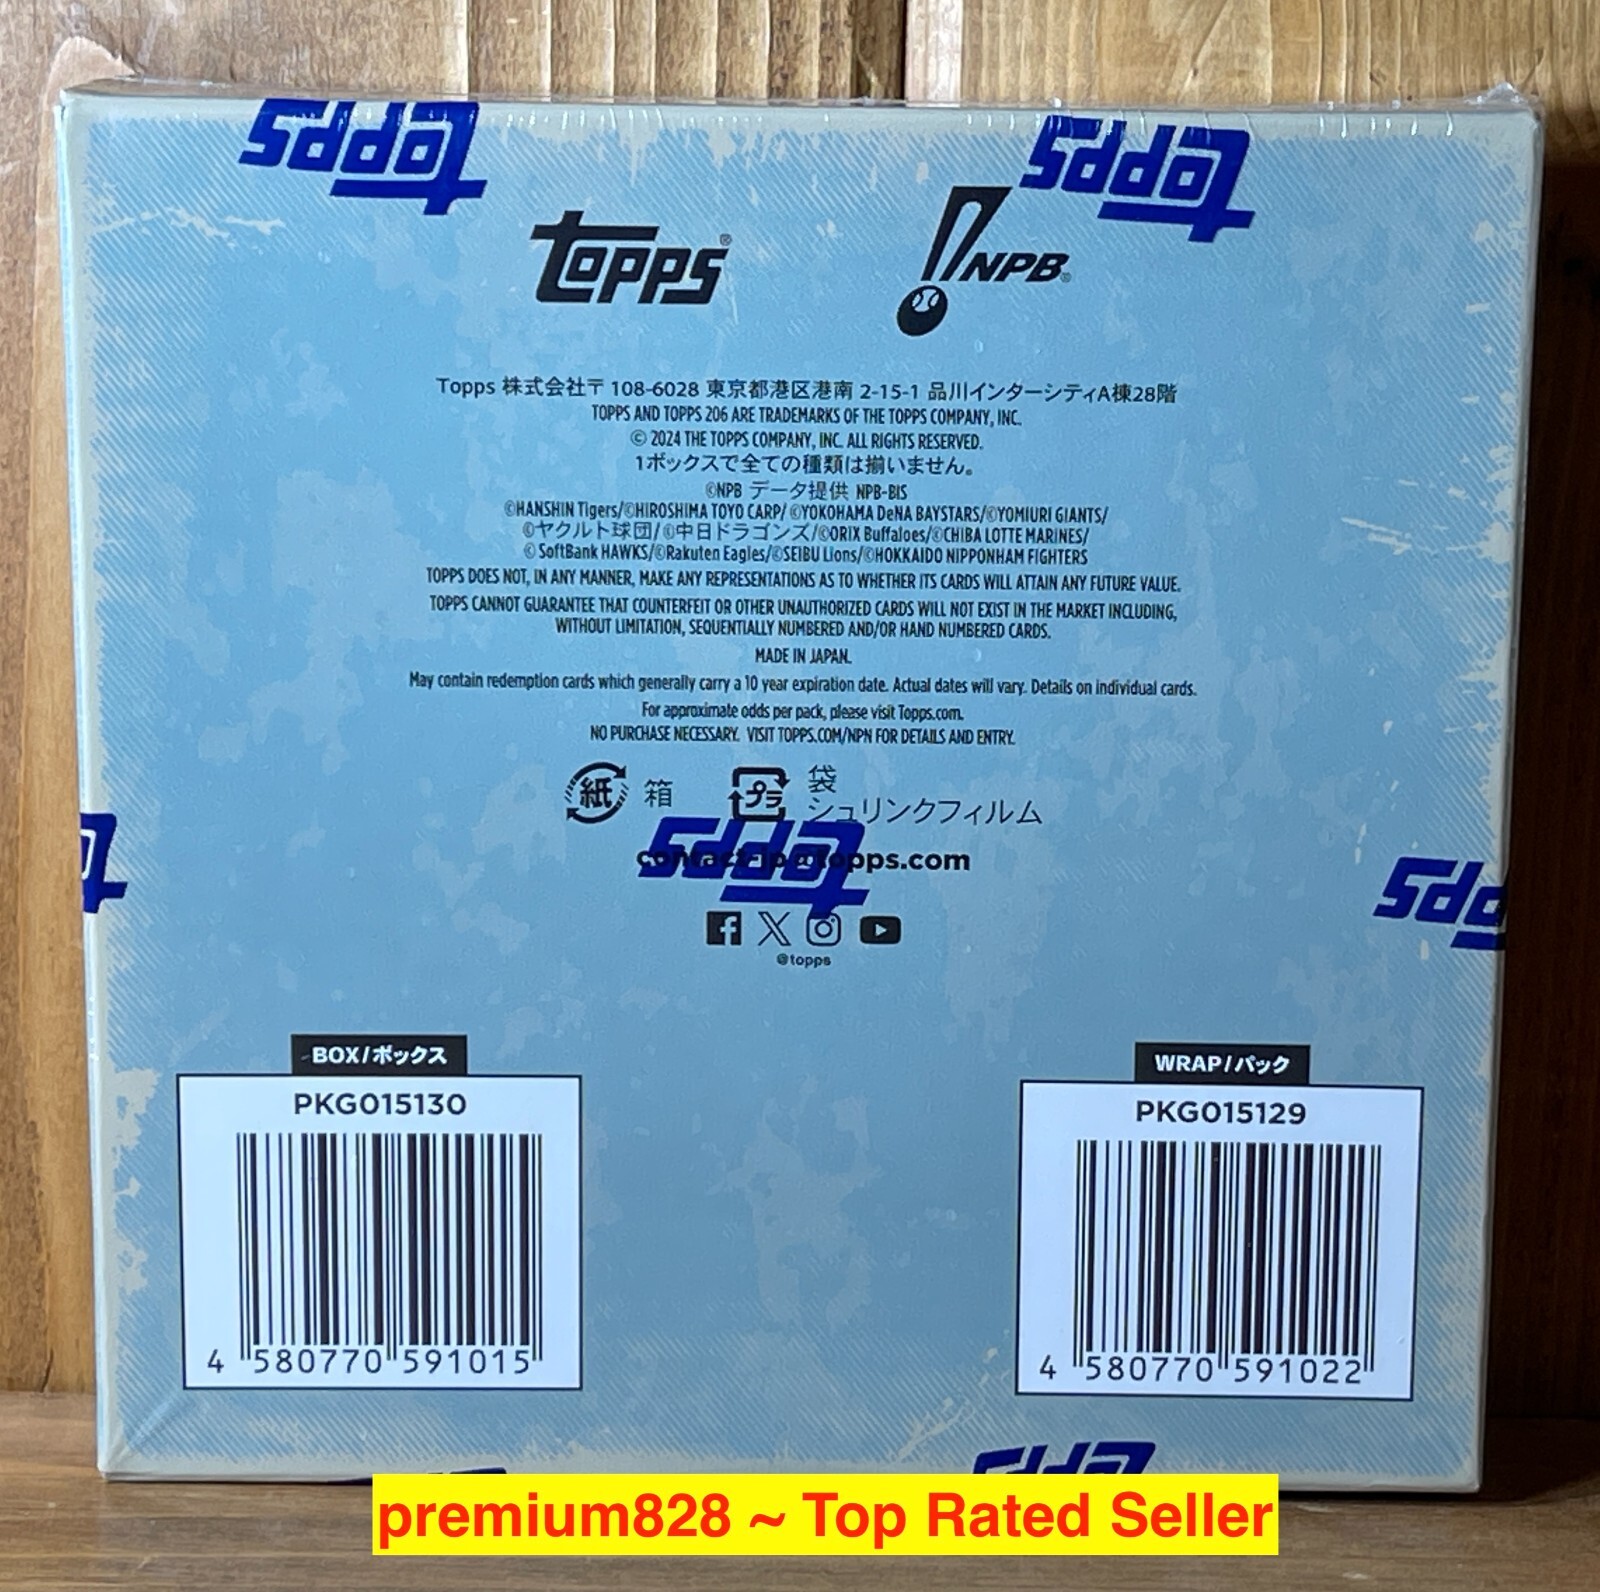 Topps
Topps
Topps®
NPB®
Topps 株式会社〒108-6028 東京都港区港南 2-15-1 品川インターシティA棟28階
TOPPS AND TOPPS 206 ARE TRADEMARKS OF THE TOPPS COMPANY, INC.
© 2024 THE TOPPS COMPANY, INC. ALL RIGHTS RESERVED.
1ボックスで全ての種類は揃いません。
©NPB データ提供 NPB-BIS
©HANSHIN Tigers/©HIROSHIMA TOYO CARP/ ©YOKOHAMA DeNA BAYSTARS/©YOMIURI GIANTS/
©ヤクルト球団/©中日ドラゴンズ/©ORIX Buffaloes/©CHIBA LOTTE MARINES/
© SoftBank HAWKS/©Rakuten Eagles/©SEIBU Lions/©HOKKAIDO NIPPONHAM FIGHTERS
TOPPS DOES NOT, IN ANY MANNER, MAKE ANY REPRESENTATIONS AS TO WHETHER ITS CARDS WILL ATTAIN ANY FUTURE VALUE.
TOPPS CANNOT GUARANTEE THAT COUNTERFEIT OR OTHER UNAUTHORIZED CARDS WILL NOT EXIST IN THE MARKET INCLUDING,
WITHOUT LIMITATION, SEQUENTIALLY NUMBERED AND/OR HAND NUMBERED CARDS.
MADE IN JAPAN.
May contain redemption cards which generally carry a 10 year expiration date. Actual dates will vary. Details on individual cards.
For approximate odds per pack, please visit Topps.com.
NO PURCHASE NECESSARY. VISIT TOPPS.COM/NPN FOR DETAILS AND ENTRY.
紙 箱 プラ 袋
シュリンクフィルム
Topps
contact-jp@topps.com
@topps
BOX/ボックス
PKG015130
4 580770 591015
WRAP/パック
PKG015129
4 580770 591022
premium828 ~ Top Rated Seller